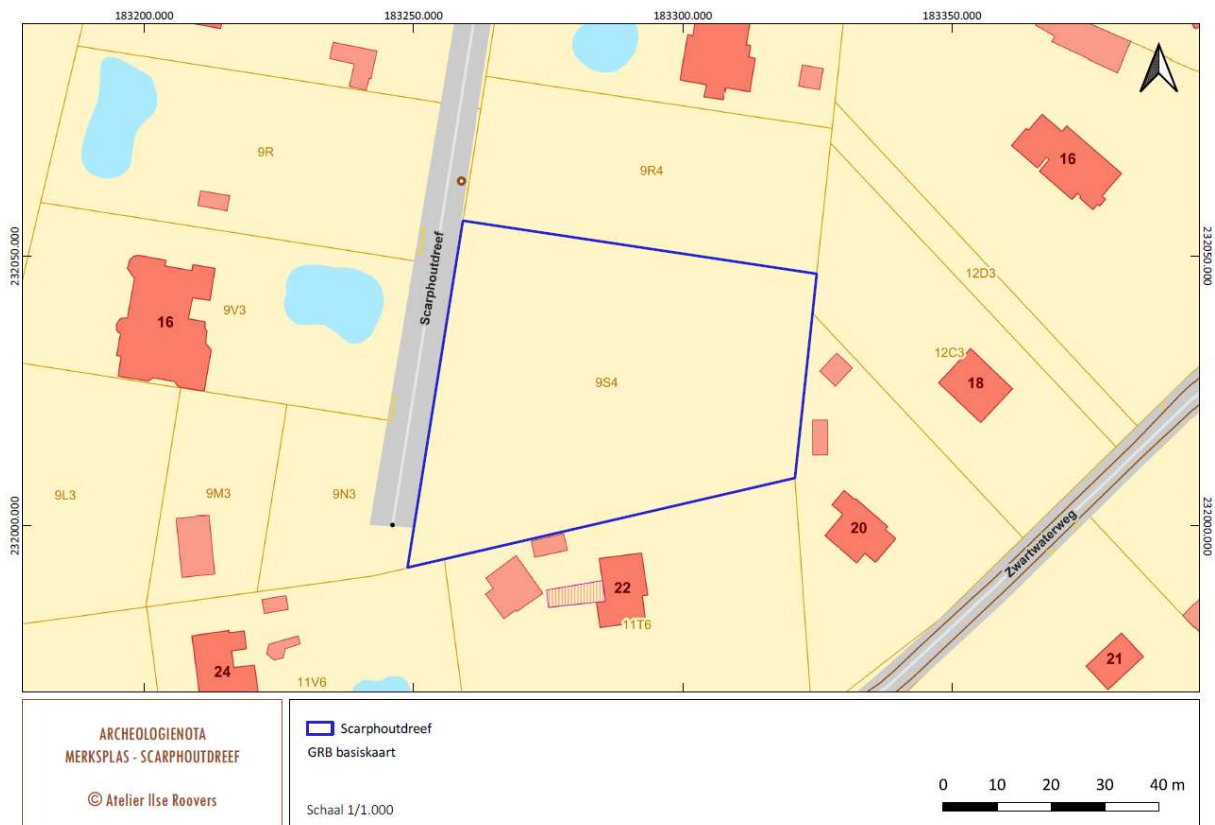 183200.000 183250.000 183300.000 183350.000
9R
9R4
16
12D3
232050.000
232050.000
Scarphoutdreef
16
9V3
9S4
12C3
18
9L3
9M3
9N3
232000.000
232000.000
20
Zwartwaterweg
22
11T6
24
11V6
21
ARCHEOLOGIENOTA
MERKSPLAS - SCARPHOUTDREEF
© Atelier Ilse Roovers
Scarphoutdreef
GRB basiskaart
Schaal 1/1.000
0 10 20 30 40 m